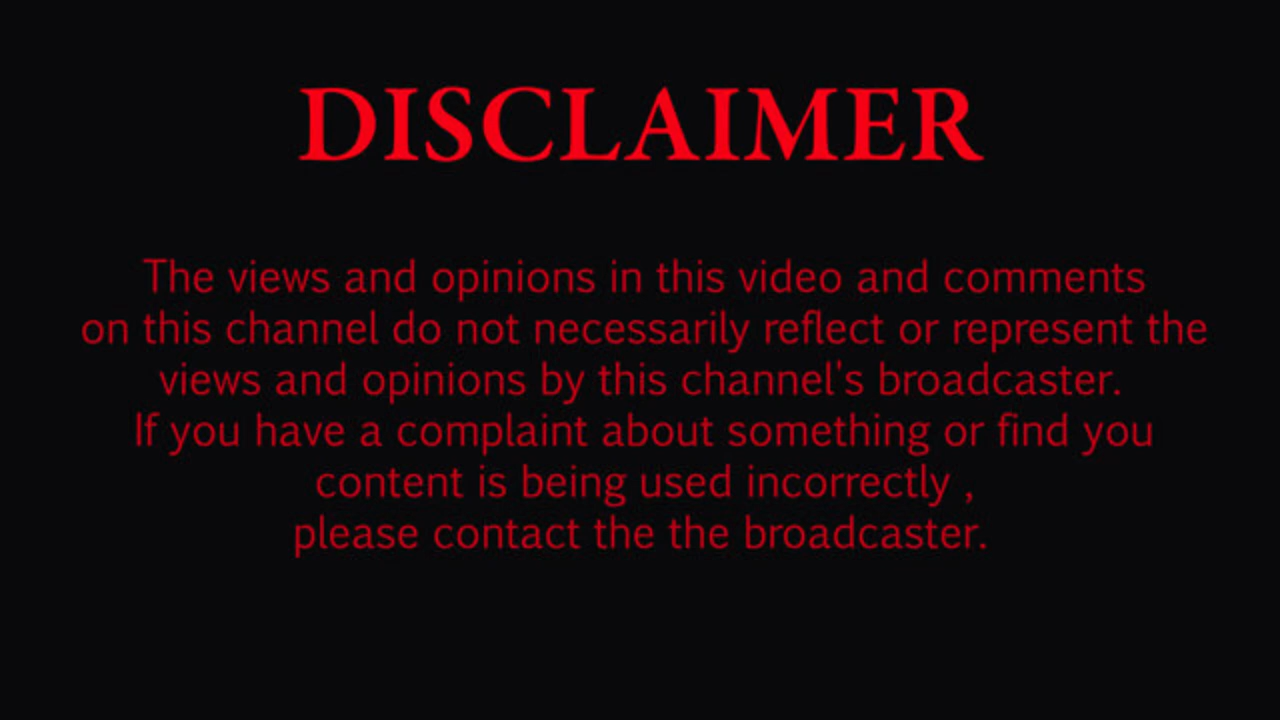 DISCLAIMER
The views and opinions in this video and comments
on this channel do not necessarily reflect or represent the
views and opinions by this channel's broadcaster.
If you have a complaint about something or find you
content is being used incorrectly ,
please contact the the broadcaster.